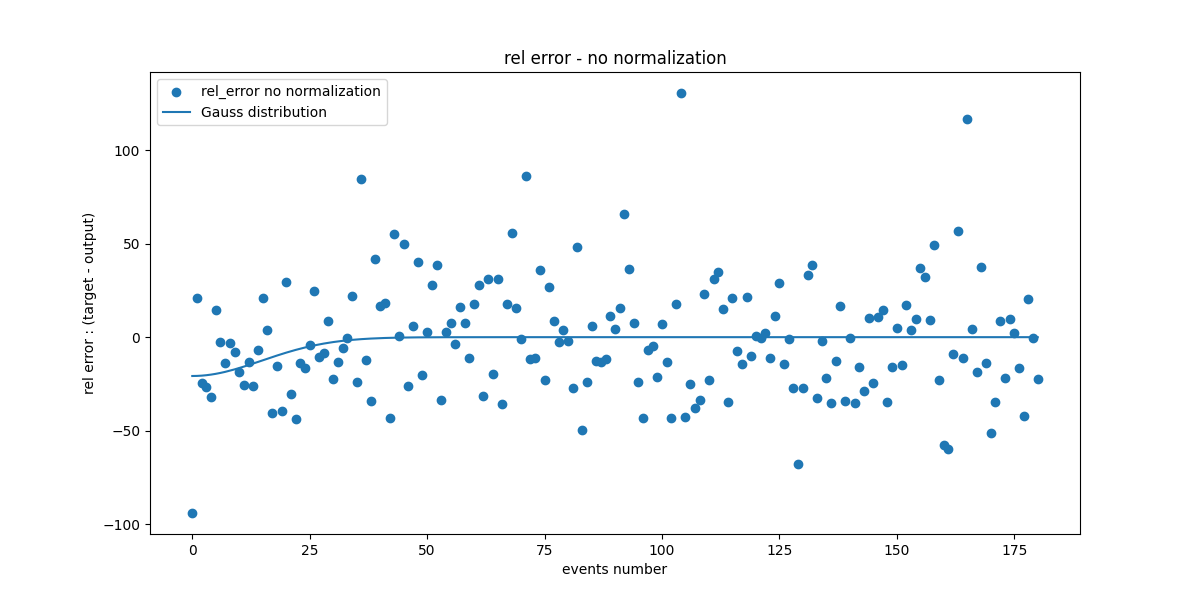 rel error - no normalization
rel_error no normalization
Gauss distribution
rel error : (target - output)
100
50
0
−50
−100
0 25 50 75 100 125 150 175
events number